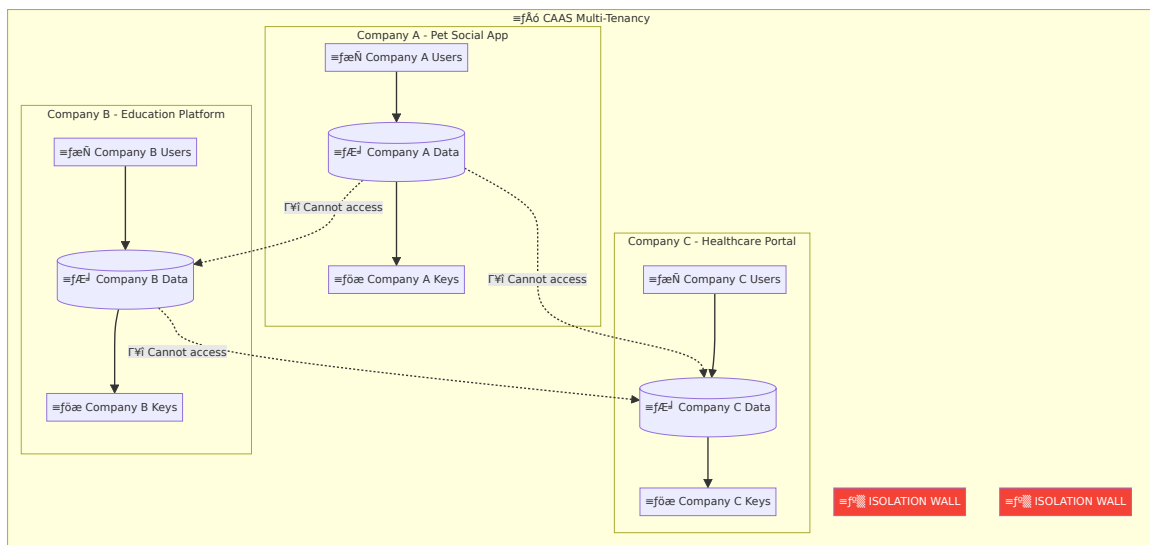 ≡ƒÅó CAAS Multi-Tenancy
Company A - Pet Social App
≡ƒæÑ Company A Users
Company B - Education Platform
≡ƒæÑ Company B Users
≡ƒÆ╛ Company A Data
Γ¥î Cannot access
Company C - Healthcare Portal
≡ƒÆ╛ Company B Data
≡ƒöæ Company A Keys
Γ¥î Cannot access
≡ƒæÑ Company C Users
Γ¥î Cannot access
≡ƒöæ Company B Keys
≡ƒÆ╛ Company C Data
≡ƒöæ Company C Keys
≡ƒº▒ ISOLATION WALL
≡ƒº▒ ISOLATION WALL